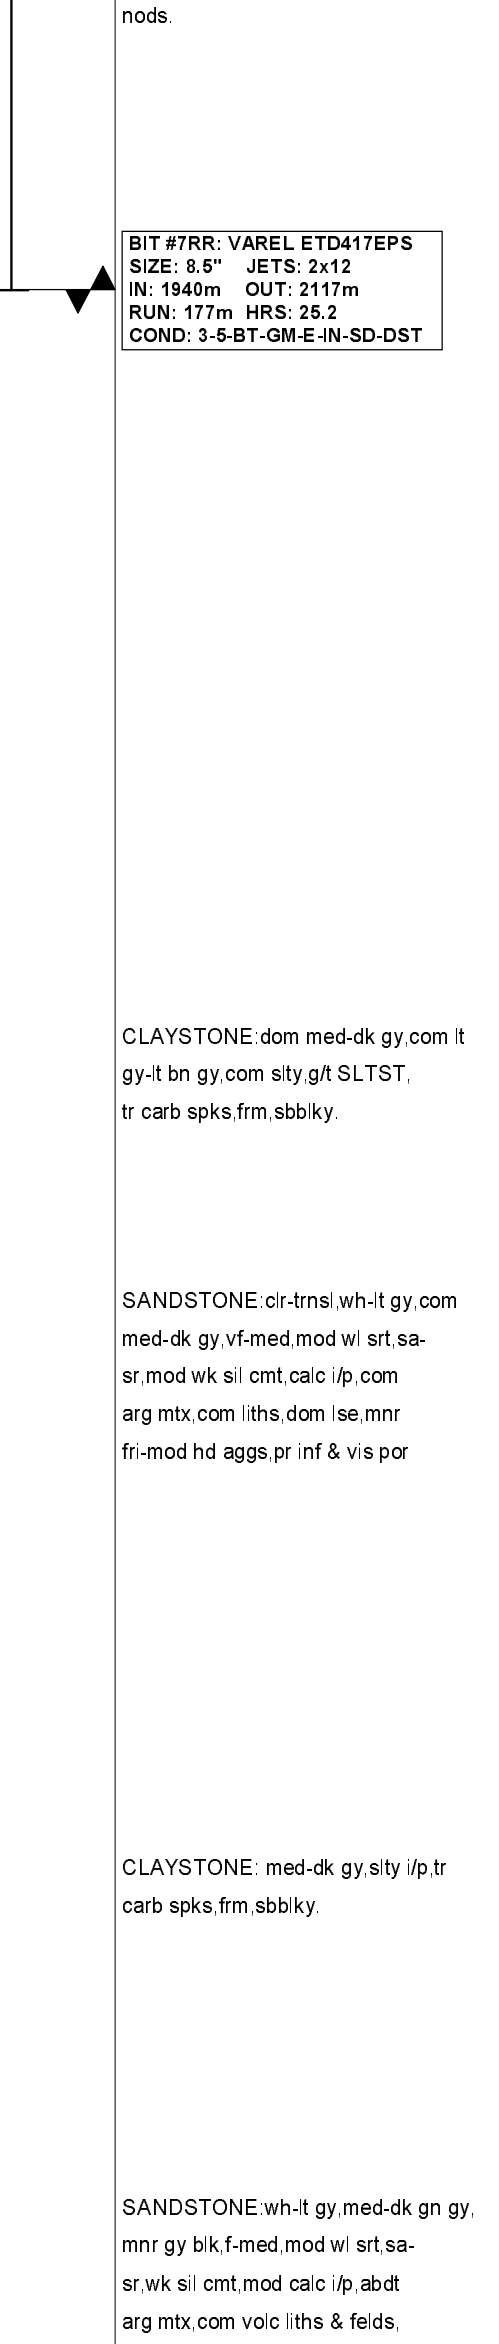 nods.
BIT #7RR: VAREL ETD417EPS
SIZE: 8.5" JETS: 2x12
IN: 1940m OUT: 2117m
RUN: 177m HRS: 25.2
COND: 3-5-BT-GM-E-IN-SD-DST
CLAYSTONE:dom med-dk gy,com lt
gy-lt bn gy,com slty,g/t SLTST,
tr carb spks,frm,sbblky.
SANDSTONE:clr-trnsl,wh-lt gy,com
med-dk gy,vf-med,mod wl srt,sa-
sr,mod wk sil cmt,calc i/p,com
arg mtx,com liths,dom lse,mnr
fri-mod hd aggs,pr inf & vis por
CLAYSTONE: med-dk gy,slty i/p,tr
carb spks,frm,sbblky.
SANDSTONE:wh-lt gy,med-dk gn gy,
mnr gy blk,f-med,mod wl srt,sa-
sr,wk sil cmt,mod calc i/p,abdt
arg mtx,com volc liths & felds,